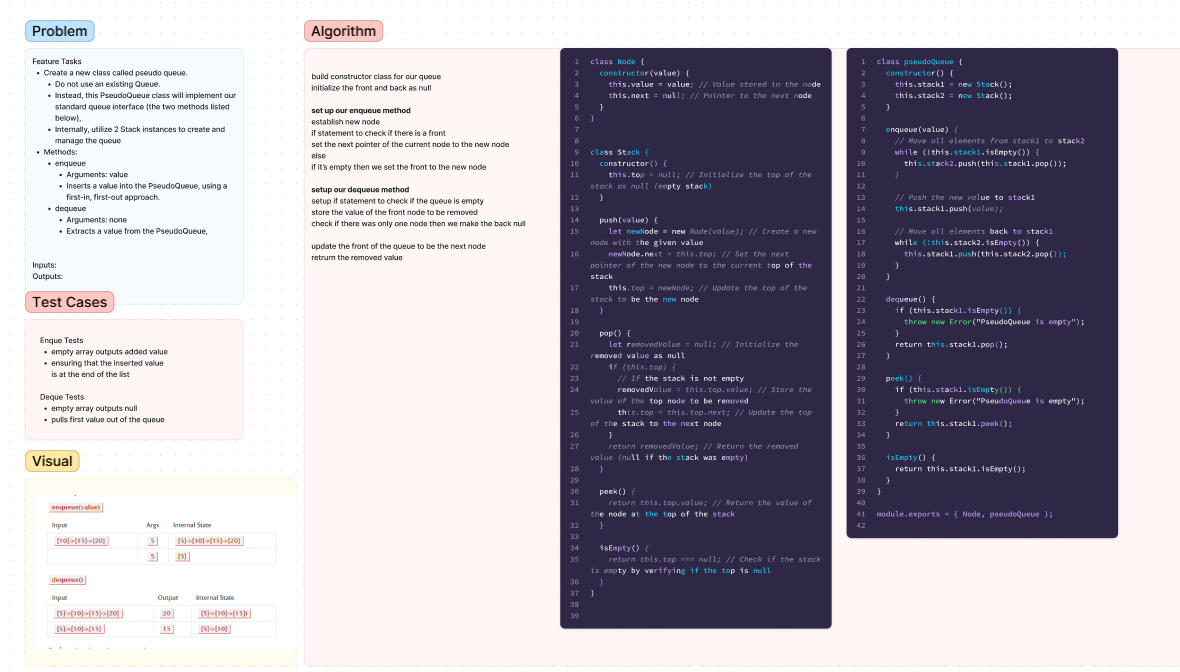 Problem
Feature Tasks
• Create a new class called pseudo queue.
• Do not use an existing Queue.
• Instead, this PseudoQueue class will implement our
standard queue interface (the two methods listed
below),
• Internally, utilize 2 Stack instances to create and
manage the queue
• Methods:
• enqueue
• Arguments: value
• Inserts a value into the PseudoQueue, using a
first-in, first-out approach.
• dequeue
• Arguments: none
• Extracts a value from the PseudoQueue,
Inputs:
Outputs:
Test Cases
Enque Tests
• empty array outputs added value
• ensuring that the inserted value
is at the end of the list
Deque Tests
• empty array outputs null
• pulls first value out of the queue
Visual
enqueue(value)
Input Args Internal State
[10]->[15]->[20] 5 [5]->[10]->[15]->[20]
5 [5]
dequeue()
Input Output Internal State
[5]->[10]->[15]->[20] 20 [5]->[10]->[15])
[5]->[10]->[15] 15 [5]->[10]
Algorithm
build constructor class for our queue
initialize the front and back as null
set up our enqueue method
establish new node
if statement to check if there is a front
set the next pointer of the current node to the new node
else
if it's empty then we set the front to the new node
setup our dequeue method
setup if statement to check if the queue is empty
store the value of the front node to be removed
check if there was only one node then we make the back null
update the front of the queue to be the next node
retrurn the removed value
1 class Node {
2 constructor(value) {
3 this.value = value; // Value stored in the node
4 this.next = null; // Pointer to the next node
5 }
6 }
7
8
9 class Stack {
10 constructor() {
11 this.top = null; // Initialize the top of the
stack as null (empty stack)
12 }
13
14 push(value) {
15 let newNode = new Node(value); // Create a new
node with the given value
16 newNode.next = this.top; // Set the next
pointer of the new node to the current top of the
stack
17 this.top = newNode; // Update the top of the
stack to be the new node
18 }
19
20 pop() {
21 let removedValue = null; // Initialize the
removed value as null
22 if (this.top) {
23 // If the stack is not empty
24 removedValue = this.top.value; // Store the
value of the top node to be removed
25 this.top = this.top.next; // Update the top
of the stack to the next node
26 }
27 return removedValue; // Return the removed
value (null if the stack was empty)
28 }
29
30 peek() {
31 return this.top.value; // Return the value of
the node at the top of the stack
32 }
33
34 isEmpty() {
35 return this.top === null; // Check if the stack
is empty by verifying if the top is null
36 }
37 }
38
39
1 class pseudoQueue {
2 constructor() {
3 this.stack1 = new Stack();
4 this.stack2 = new Stack();
5 }
6
7 enqueue(value) {
8 // Move all elements from stack1 to stack2
9 while (!this.stack1.isEmpty()) {
10 this.stack2.push(this.stack1.pop());
11 }
12
13 // Push the new value to stack1
14 this.stack1.push(value);
15
16 // Move all elements back to stack1
17 while (!this.stack2.isEmpty()) {
18 this.stack1.push(this.stack2.pop());
19 }
20 }
21
22 dequeue() {
23 if (this.stack1.isEmpty()) {
24 throw new Error("PseudoQueue is empty");
25 }
26 return this.stack1.pop();
27 }
28
29 peek() {
30 if (this.stack1.isEmpty()) {
31 throw new Error("PseudoQueue is empty");
32 }
33 return this.stack1.peek();
34 }
35
36 isEmpty() {
37 return this.stack1.isEmpty();
38 }
39 }
40
41 module.exports = { Node, pseudoQueue };
42